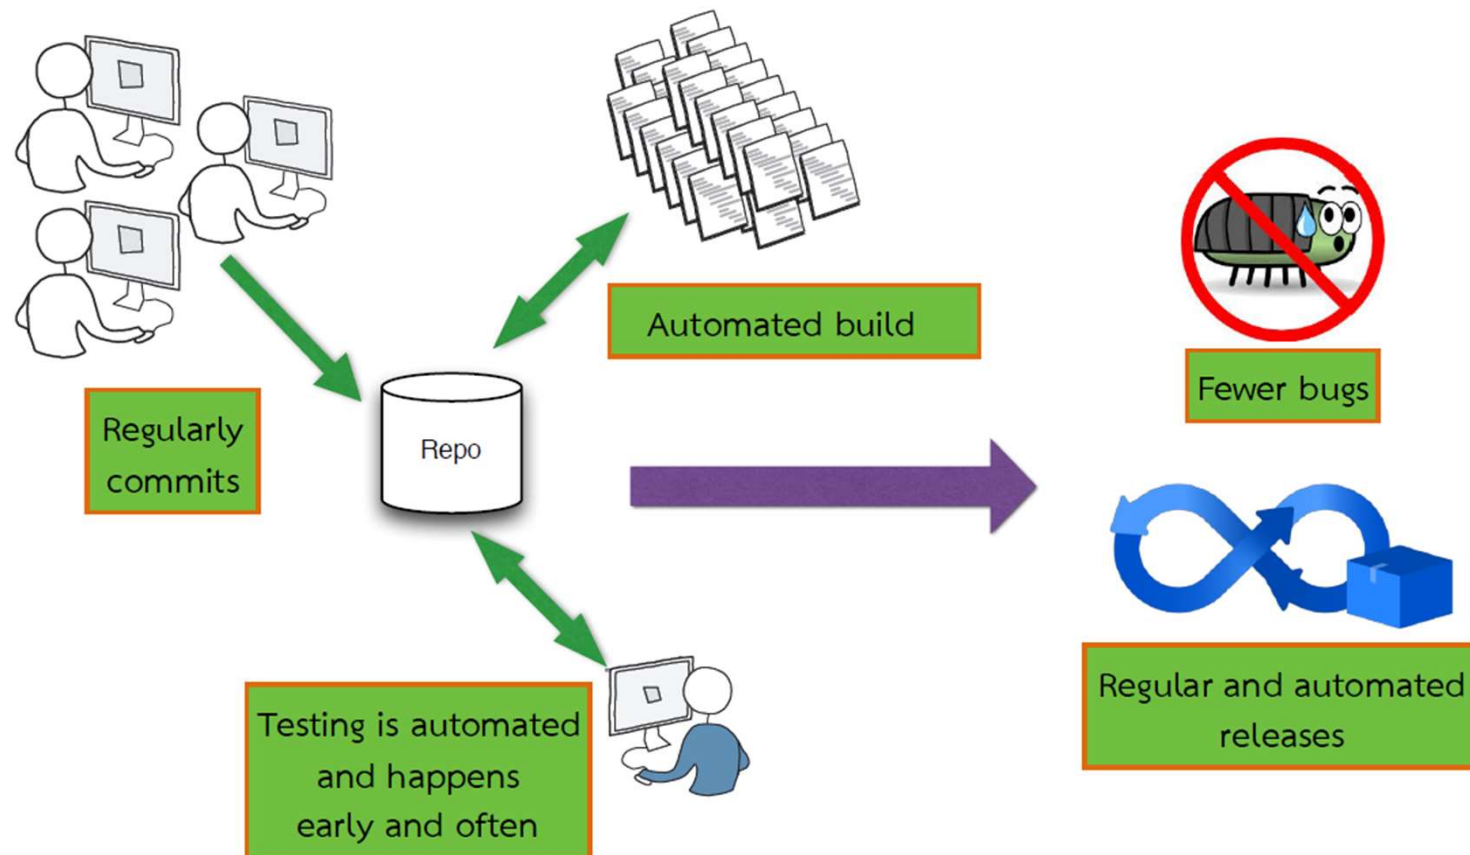 Automated build
Fewer bugs
Regularly
commits
Repo
Testing is automated
and happens
early and often
Regular and automated
releases